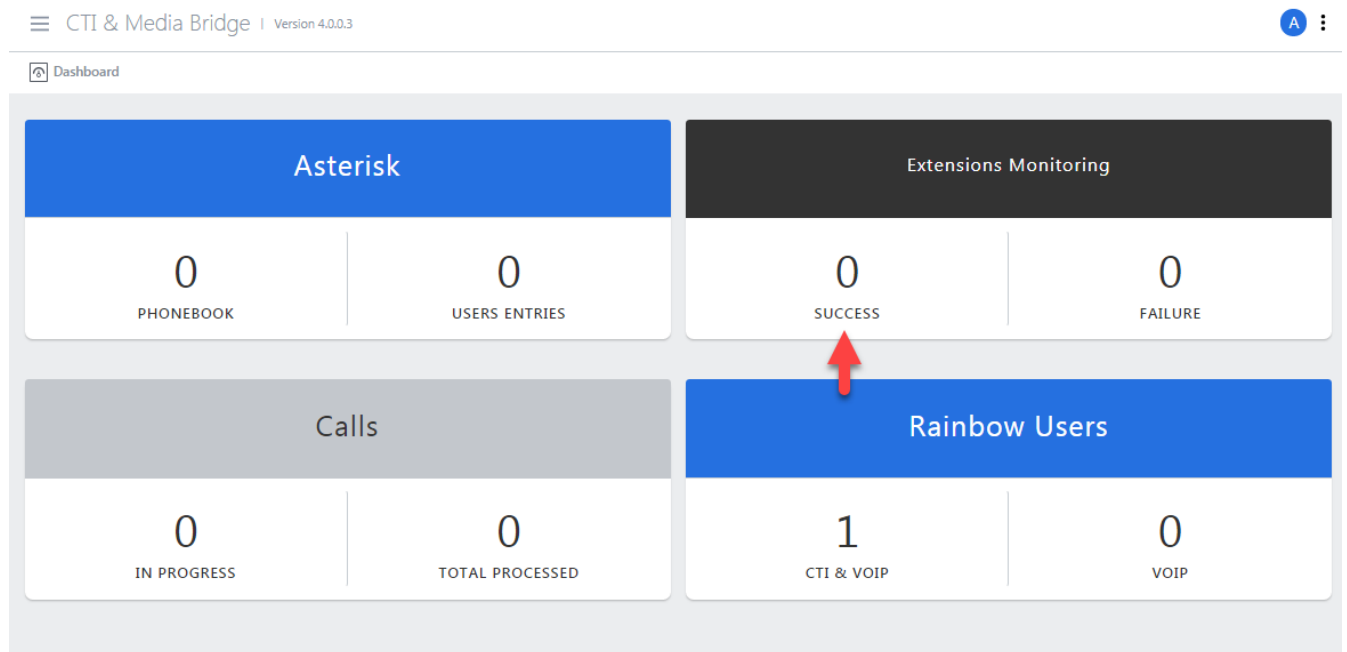 CTI & Media Bridge | Version 4.0.0.3
A
Dashboard
Asterisk
0
PHONEBOOK
0
USERS ENTRIES
Extensions Monitoring
0
SUCCESS
0
FAILURE
Calls
0
IN PROGRESS
0
TOTAL PROCESSED
Rainbow Users
1
CTI & VOIP
0
VOIP